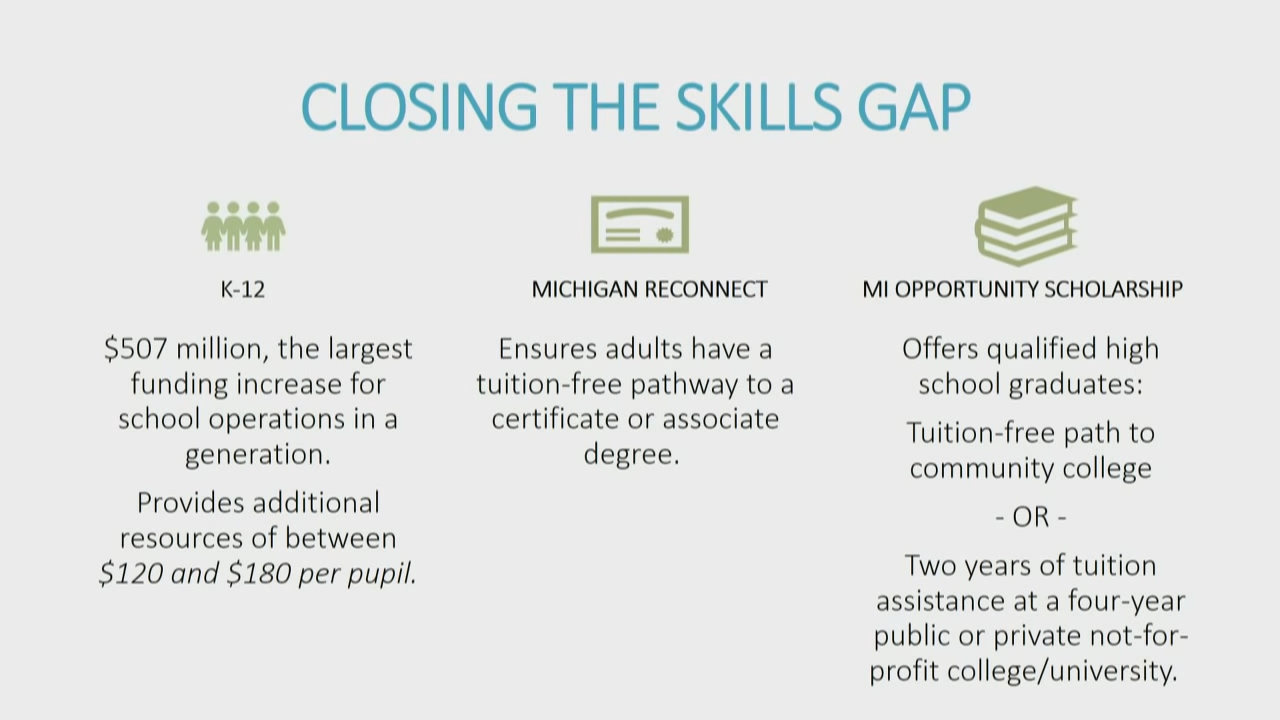 CLOSING THE SKILLS GAP
K-12
$507 million, the largest
funding increase for
school operations in a
generation.
Provides additional
resources of between
$120 and $180 per pupil.
MICHIGAN RECONNECT
Ensures adults have a
tuition-free pathway to a
certificate or associate
degree.
MI OPPORTUNITY SCHOLARSHIP
Offers qualified high
school graduates:
Tuition-free path to
community college
- OR -
Two years of tuition
assistance at a four-year
public or private not-for-
profit college/university.